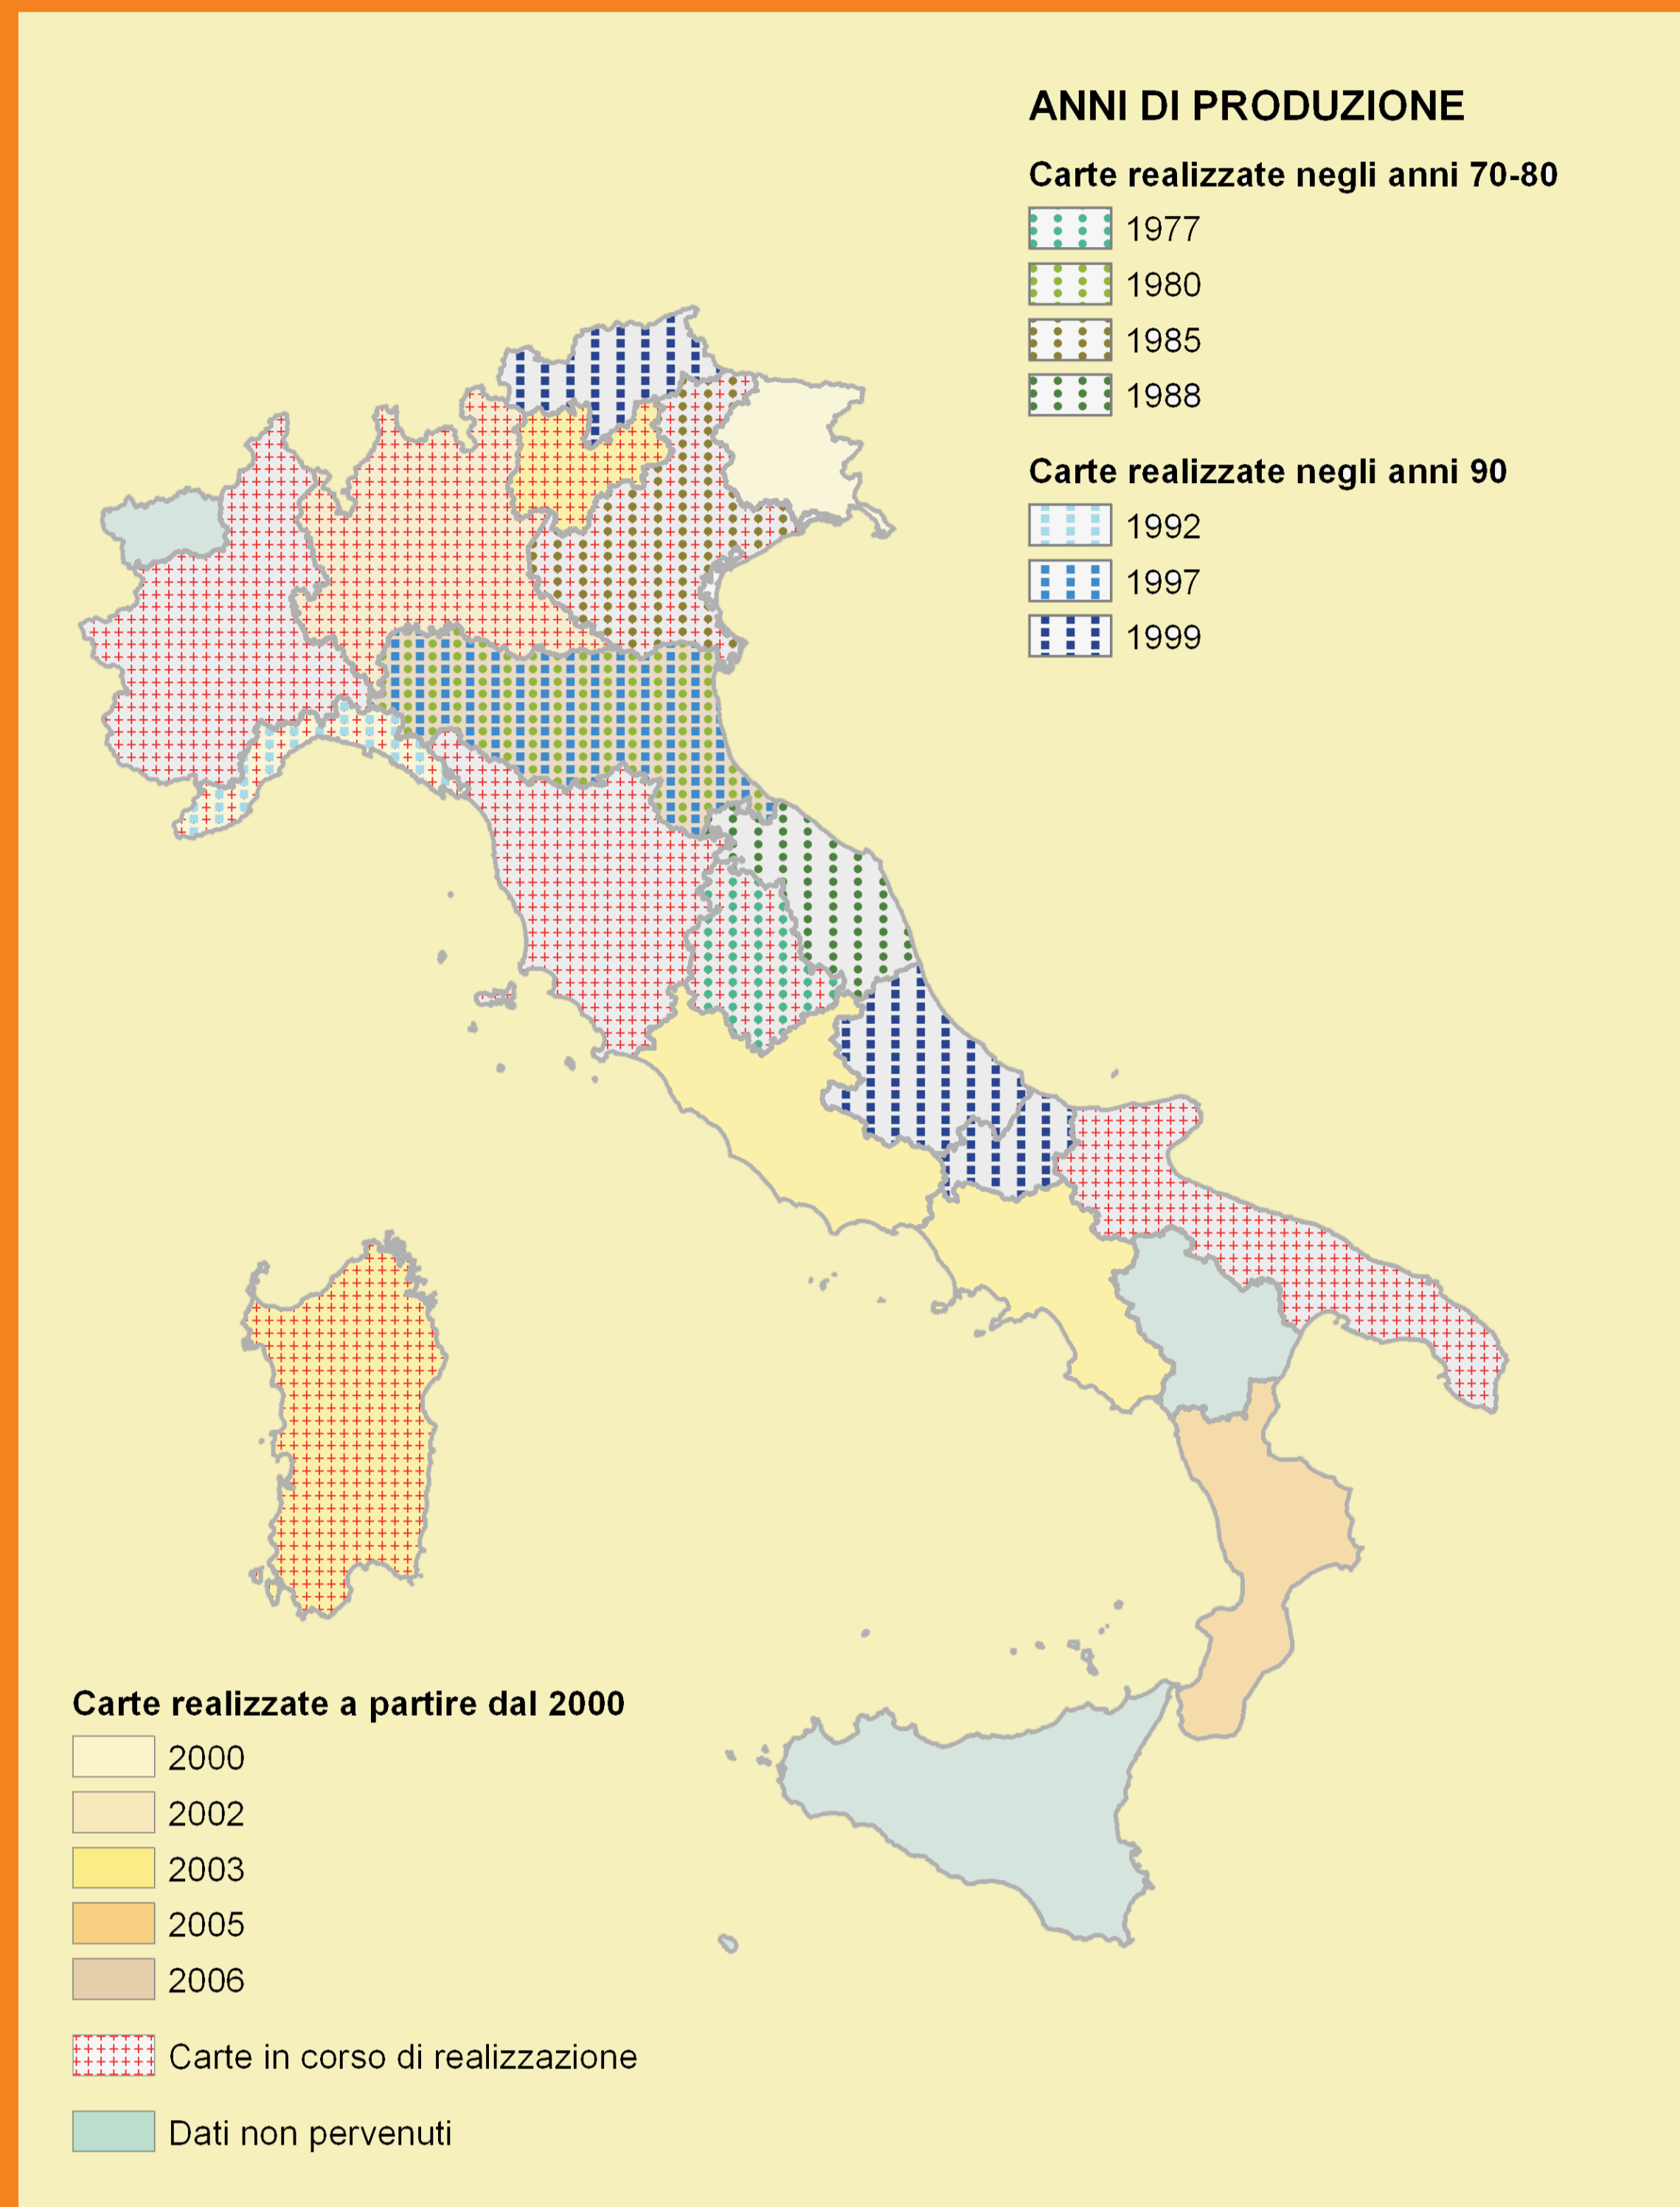 ANNI DI PRODUZIONE
Carte realizzate negli anni 70-80
1977
1980
1985
1988
Carte realizzate negli anni 90
1992
1997
1999
Carte realizzate a partire dal 2000
2000
2002
2003
2005
2006
Carte in corso di realizzazione
Dati non pervenuti